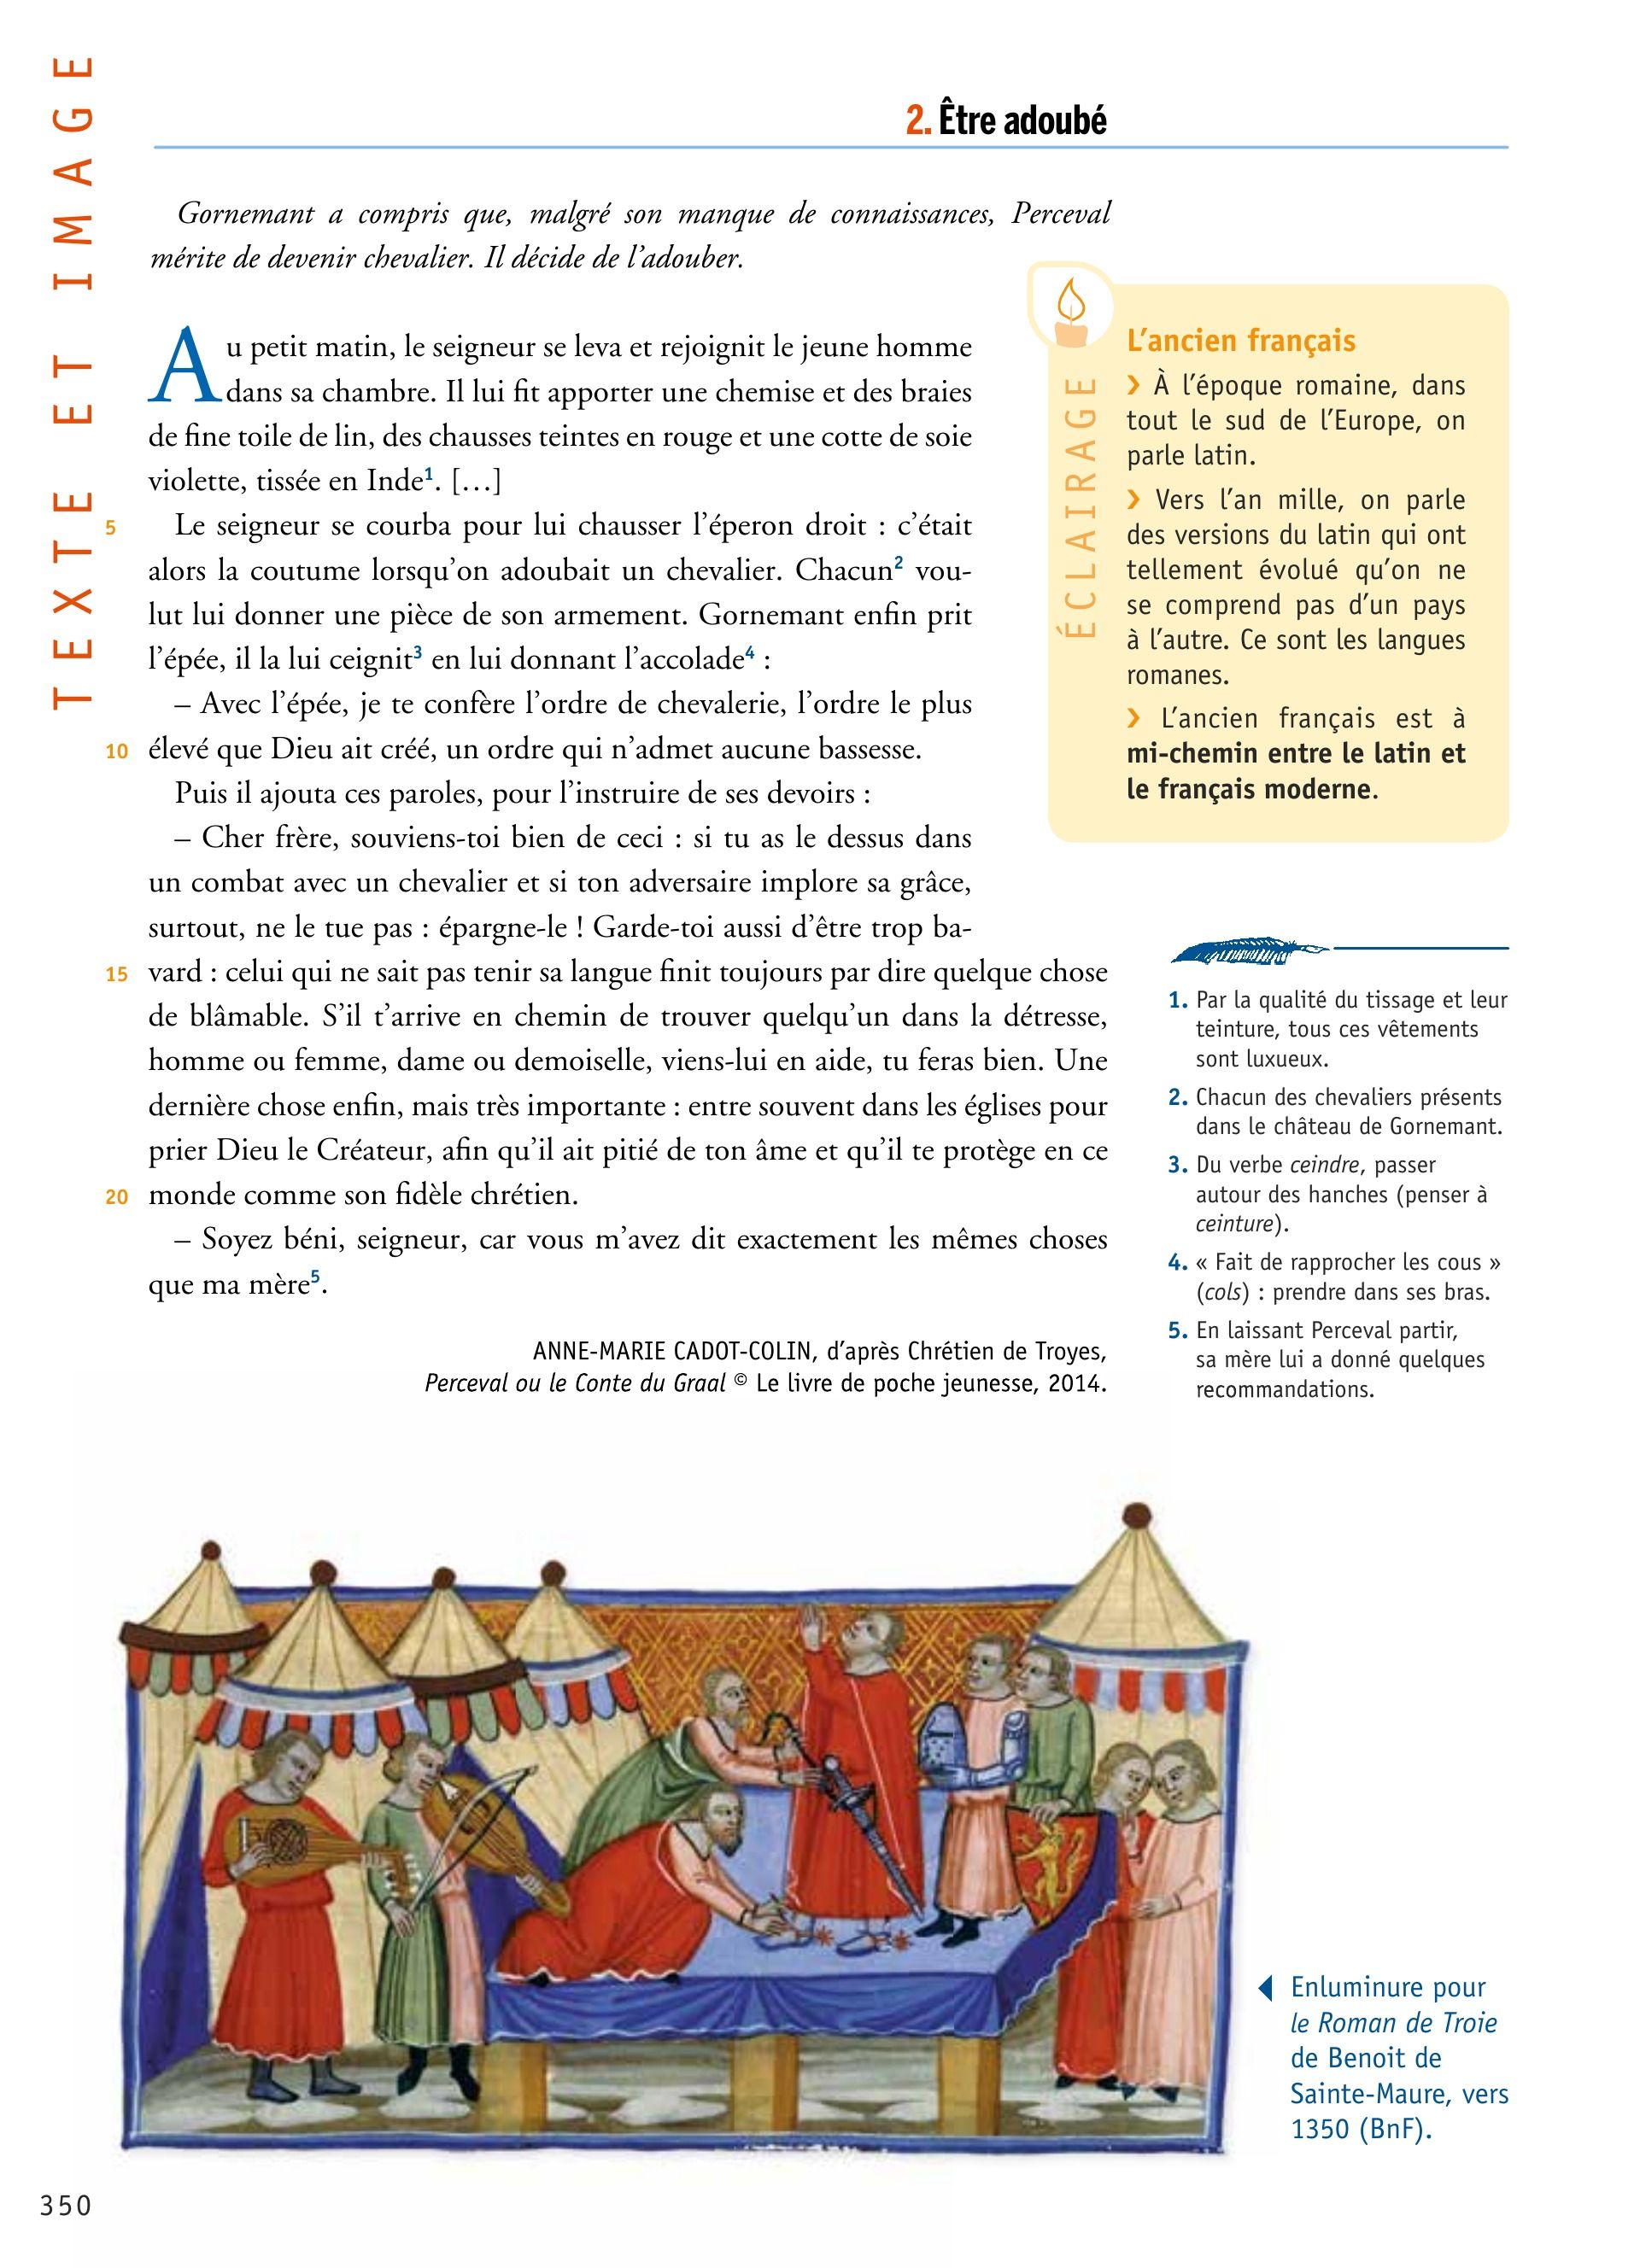 TEXTE ET IMAGE
2. Être adoubé
Gornemant a compris que, malgré son manque de connaissances, Perceval
mérite de devenir chevalier. Il décide de l'adouber.
Au petit matin, le seigneur se leva et rejoignit le jeune homme
dans sa chambre. Il lui fit apporter une chemise et des braies
de fine toile de lin, des chausses teintes en rouge et une cotte de soie
violette, tissée en Inde1. […]
5 Le seigneur se courba pour lui chausser l'éperon droit : c'était
alors la coutume lorsqu'on adoubait un chevalier. Chacun2 vou-
lut lui donner une pièce de son armement. Gornemant enfin prit
l'épée, il la lui ceignit3 en lui donnant l'accolade4 :
– Avec l'épée, je te confère l'ordre de chevalerie, l'ordre le plus
10 élevé que Dieu ait créé, un ordre qui n'admet aucune bassesse.
Puis il ajouta ces paroles, pour l'instruire de ses devoirs :
– Cher frère, souviens-toi bien de ceci : si tu as le dessus dans
un combat avec un chevalier et si ton adversaire implore sa grâce,
surtout, ne le tue pas : épargne-le ! Garde-toi aussi d'être trop ba-
15 vard : celui qui ne sait pas tenir sa langue finit toujours par dire quelque chose
de blâmable. S'il t'arrive en chemin de trouver quelqu'un dans la détresse,
homme ou femme, dame ou demoiselle, viens-lui en aide, tu feras bien. Une
dernière chose enfin, mais très importante : entre souvent dans les églises pour
prier Dieu le Créateur, afin qu'il ait pitié de ton âme et qu'il te protège en ce
20 monde comme son fidèle chrétien.
– Soyez béni, seigneur, car vous m'avez dit exactement les mêmes choses
que ma mère5.
ANNE-MARIE CADOT-COLIN, d'après Chrétien de Troyes,
Perceval ou le Conte du Graal © Le livre de poche jeunesse, 2014.
ÉCLAIRAGE
L'ancien français
› À l'époque romaine, dans
tout le sud de l'Europe, on
parle latin.
› Vers l'an mille, on parle
des versions du latin qui ont
tellement évolué qu'on ne
se comprend pas d'un pays
à l'autre. Ce sont les langues
romanes.
› L'ancien français est à
mi-chemin entre le latin et
le français moderne.
1. Par la qualité du tissage et leur
teinture, tous ces vêtements
sont luxueux.
2. Chacun des chevaliers présents
dans le château de Gornemant.
3. Du verbe ceindre, passer
autour des hanches (penser à
ceinture).
4. « Fait de rapprocher les cous »
(cols) : prendre dans ses bras.
5. En laissant Perceval partir,
sa mère lui a donné quelques
recommandations.
Enluminure pour
le Roman de Troie
de Benoit de
Sainte-Maure, vers
1350 (BnF).
350